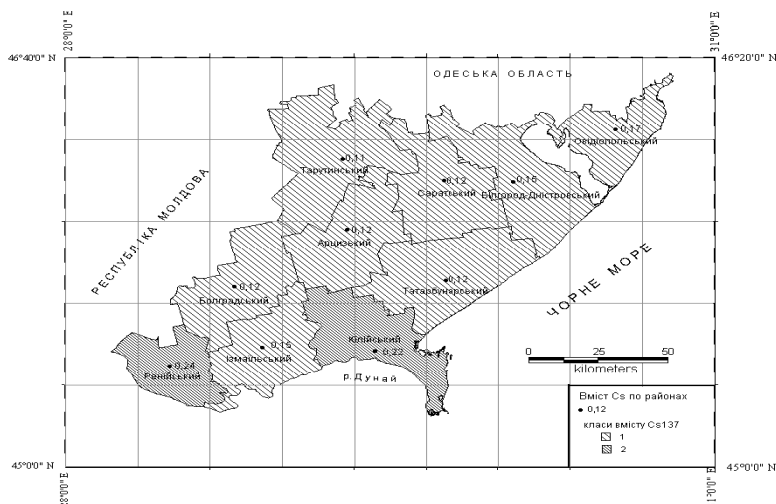 28°0'0" E
31°0'0" E
46°40'0" N
46°20'0" N
ОДЕСЬКА ОБЛАСТЬ
0,17
Овідіопольський
0,11
Тарутинський
0,12
Саратський
0,15
Білгород-Дністровський
РЕСПУБЛІКА МОЛДОВА
0,12
Арцизький
0,12
Татарбунарський
ЧОРНЕ МОРЕ
0,12
Болградський
Кілійський
0,22
0,15
Ізмаїльський
0,24
Ренійський
р.Дунай
0 25 50
kilometers
Вміст Cs по районах
0,12
класи вмісту Cs137
1
2
45°0'0" N
45°0'0" N